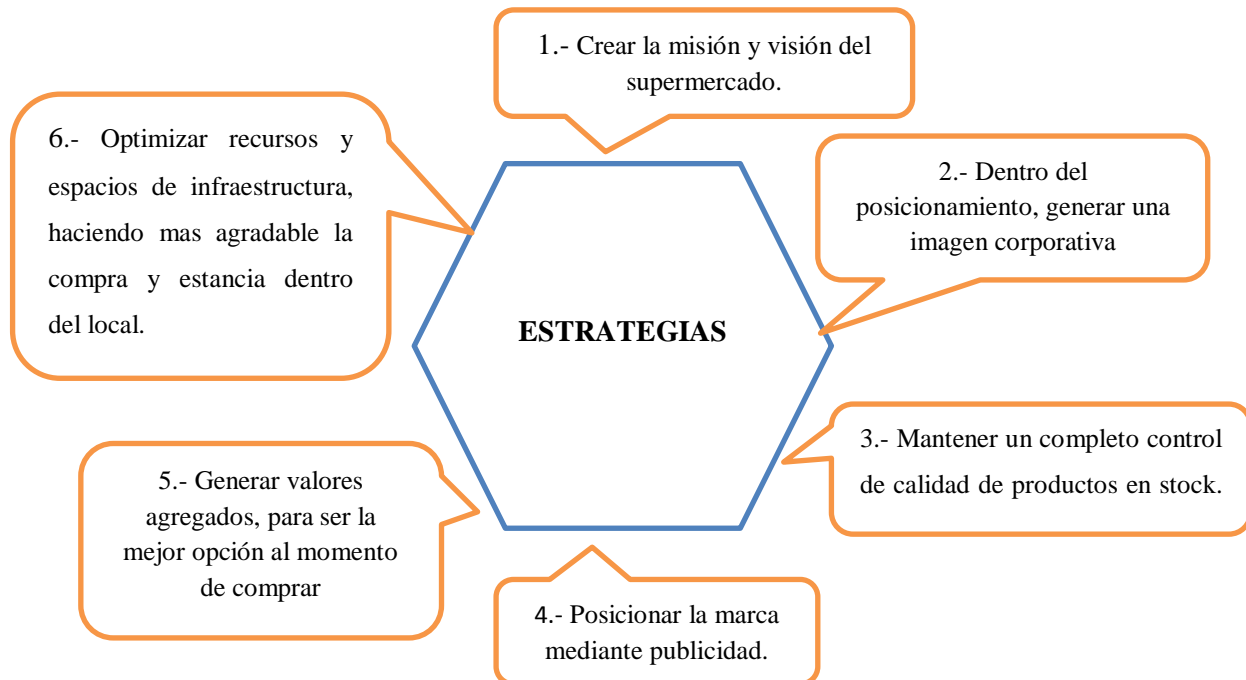 1.- Crear la misión y visión del
supermercado.
2.- Dentro del
posicionamiento, generar una
imagen corporativa
3.- Mantener un completo control
de calidad de productos en stock.
4.- Posicionar la marca
mediante publicidad.
5.- Generar valores
agregados, para ser la
mejor opción al momento
de comprar
6.- Optimizar recursos y
espacios de infraestructura,
haciendo mas agradable la
compra y estancia dentro
del local.
ESTRATEGIAS